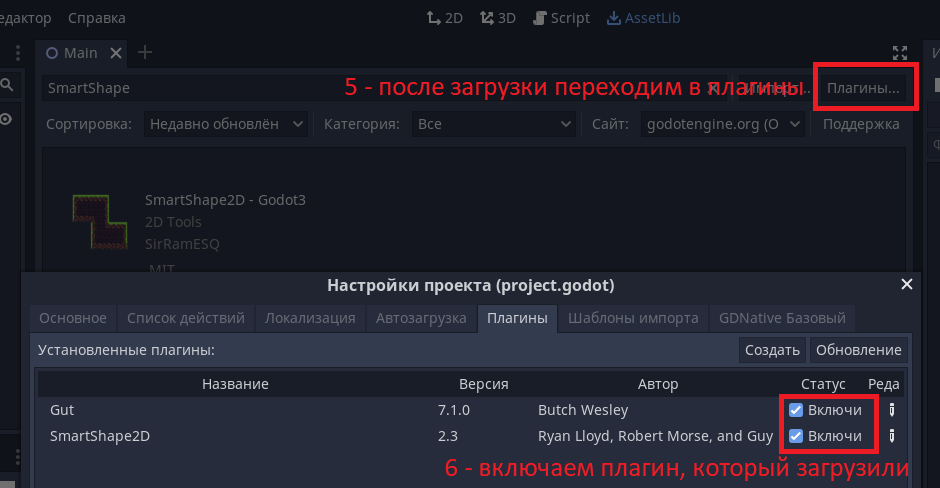 едактор Справка 2D 3D Script AssetLib
Main
SmartShape 5 - после загрузки переходим в плагины Плагины...
Сортировка: Недавно обновлён Категория: Все Сайт: godotengine.org (О Поддержка
SmartShape2D - Godot3
2D Tools
SirRamESQ
MIT
Настройки проекта (project.godot)
Основное Список действий Локализация Автозагрузка Плагины Шаблоны импорта GDNative Базовый
Установленные плагины: Создать Обновление
Название Версия Автор Статус Реда
Gut 7.1.0 Butch Wesley Включи
SmartShape2D 2.3 Ryan Lloyd, Robert Morse, and Guy Включи
6 - включаем плагин, который загрузили